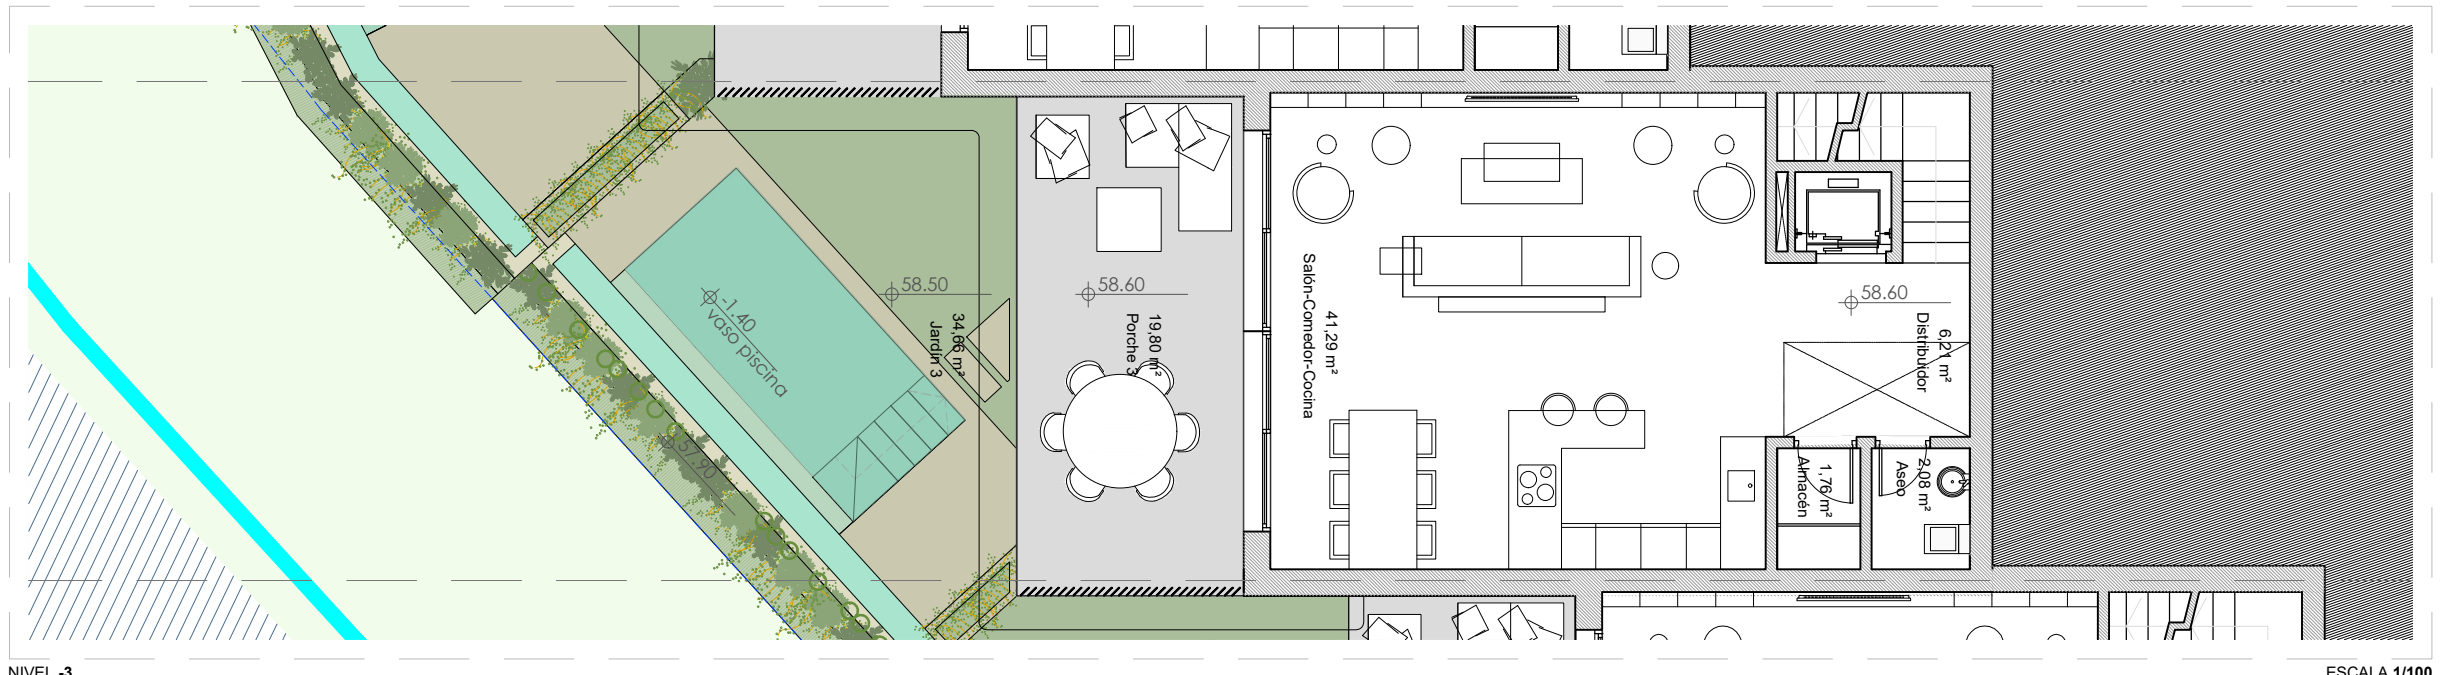 58.50
58.60
58.60
-1.40
vaso piscina
34,66 m²
Jardín 3
19,80 m²
Porche 3
41,29 m²
Salón-Comedor-Cocina
6,21 m²
Distribuidor
57.90
1,76 m²
Almacén
2,08 m²
Aseo
NIVEL -3
ESCALA 1/100